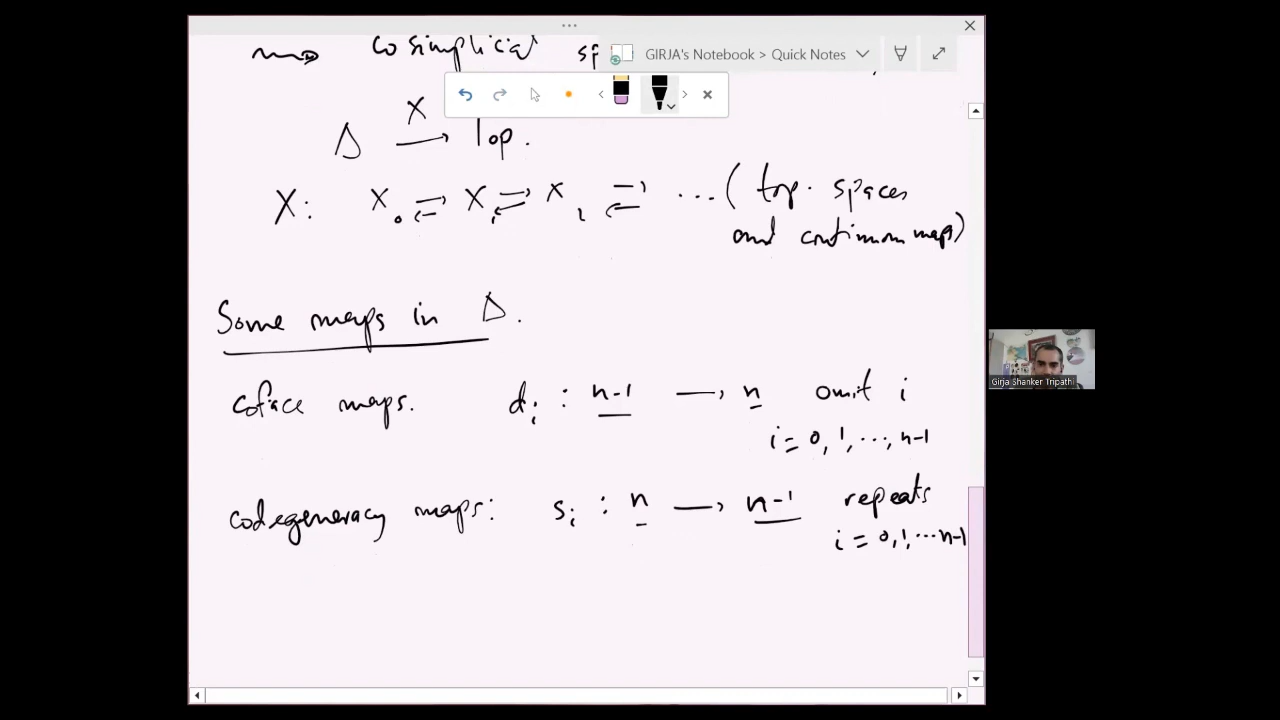 ⇝ cosimplicial sp
GIRJA's Notebook > Quick Notes
Δ X→ Top.
X: X₀ ⇄ X₁ ⇄ X₂ ⇄ ... ( top. spaces
and continuous maps)
Some maps in Δ.
coface maps. dᵢ : n-1 → n omit i
i = 0, 1, ..., n-1
codegeneracy maps: sᵢ : n → n-1 repeats
i = 0, 1, ... n-1
Girja Shanker Tripathi